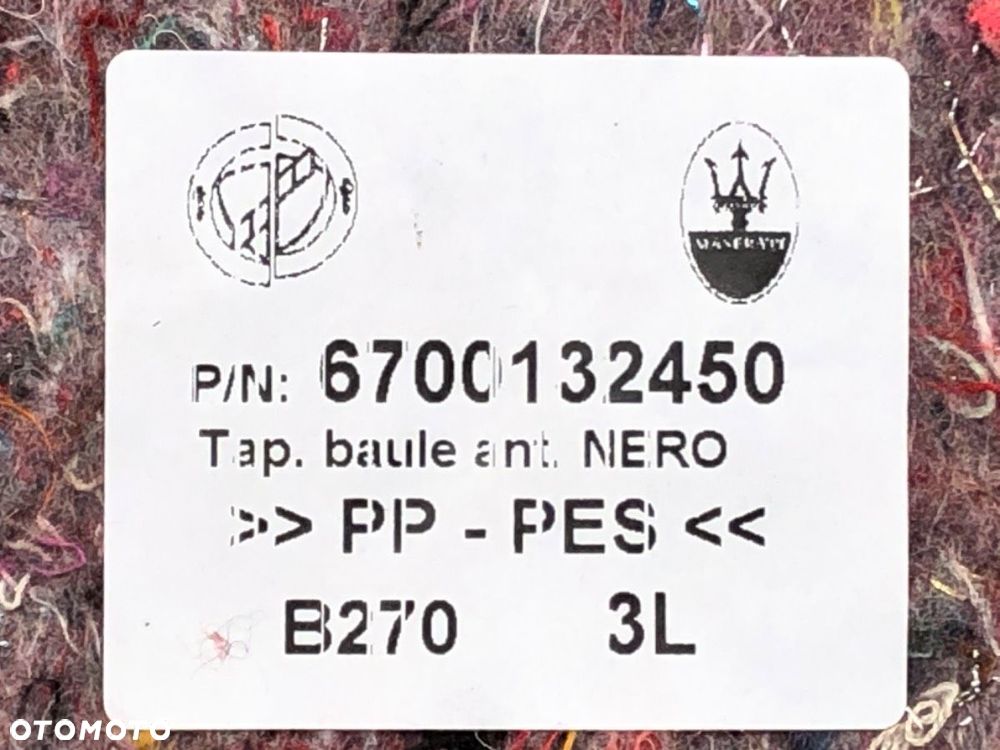 MASERATI
P/N: 6700132450
Tap. baule ant. NERO
>> PP - PES <<
B270 3L
OTOMOTO